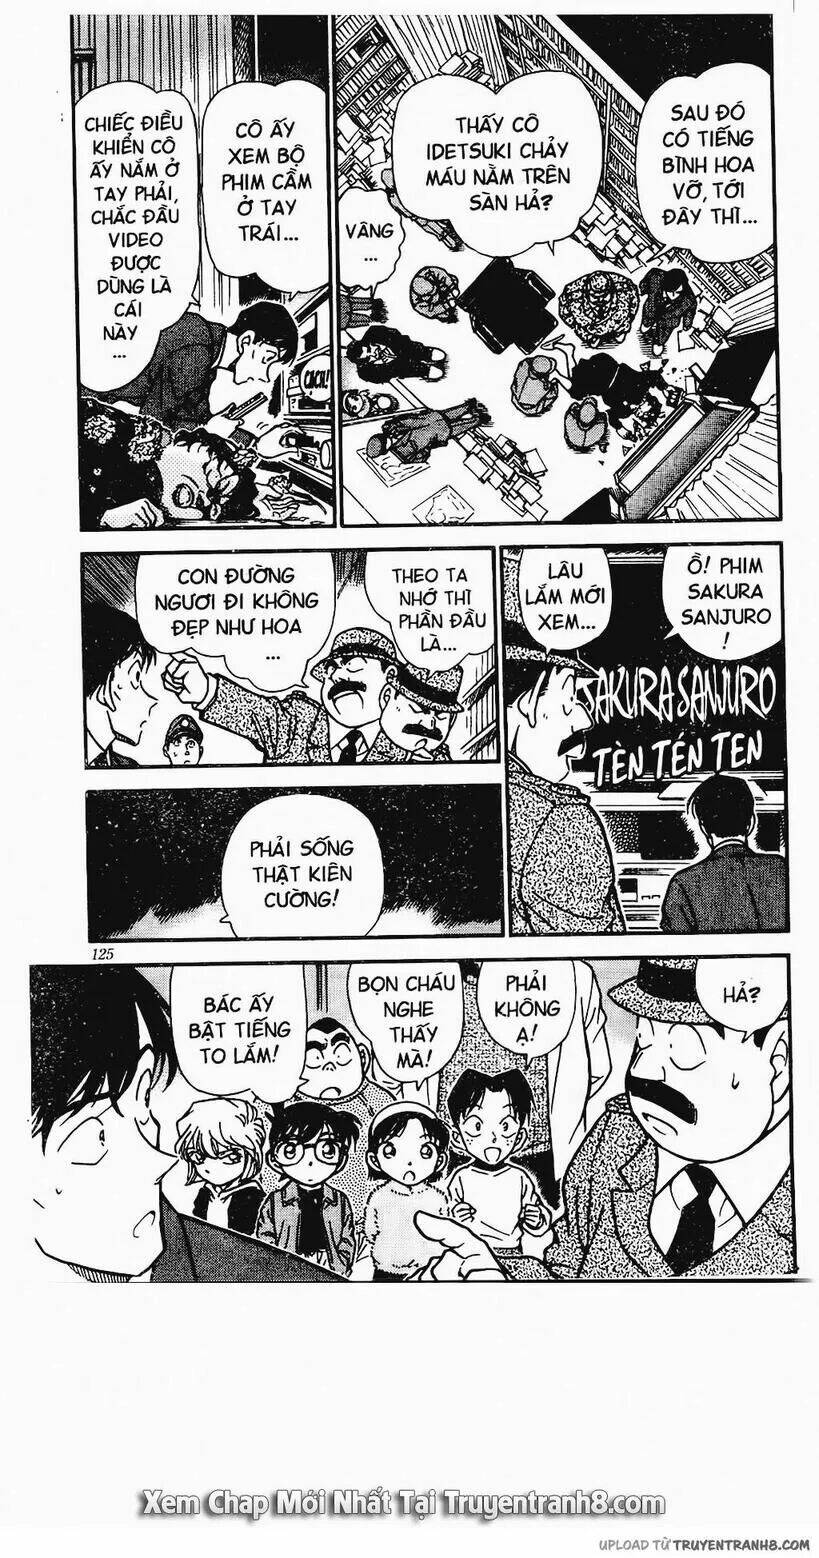 SAU ĐÓ
CÓ TIẾNG
BÌNH HOA
VỠ, TỚI
ĐÂY THÌ...
THẤY CÔ
IDETSUKI CHẢY
MÁU NẰM TRÊN
SÀN HẢ?
VÂNG
...
CÔ ẤY
XEM BỘ
PHIM CẦM
Ở TAY
TRÁI...
CHIẾC ĐIỀU
KHIỂN CÔ
ẤY NẮM Ở
TAY PHẢI,
CHẮC ĐẦU
VIDEO
ĐƯỢC
DÙNG LÀ
CÁI
NÀY
...
Ồ! PHIM
SAKURA
SANJURO
!
LÂU
LẮM MỚI
XEM...
SAKURA SANJURO
TÈN TÉN TEN
THEO TA
NHỚ THÌ
PHẦN ĐẦU
LÀ...
CON ĐƯỜNG
NGƯƠI ĐI KHÔNG
ĐẸP NHƯ HOA
...
PHẢI SỐNG
THẬT KIÊN
CƯỜNG!
125
HẢ?
PHẢI
KHÔNG
Ạ!
BỌN CHÁU
NGHE
THẤY
MÀ!
BÁC ẤY
BẬT TIẾNG
TO LẮM!
Xem Chap Mới Nhất Tại Truyentranh8.com
UPLOAD TỪ TRUYENTRANH8.COM